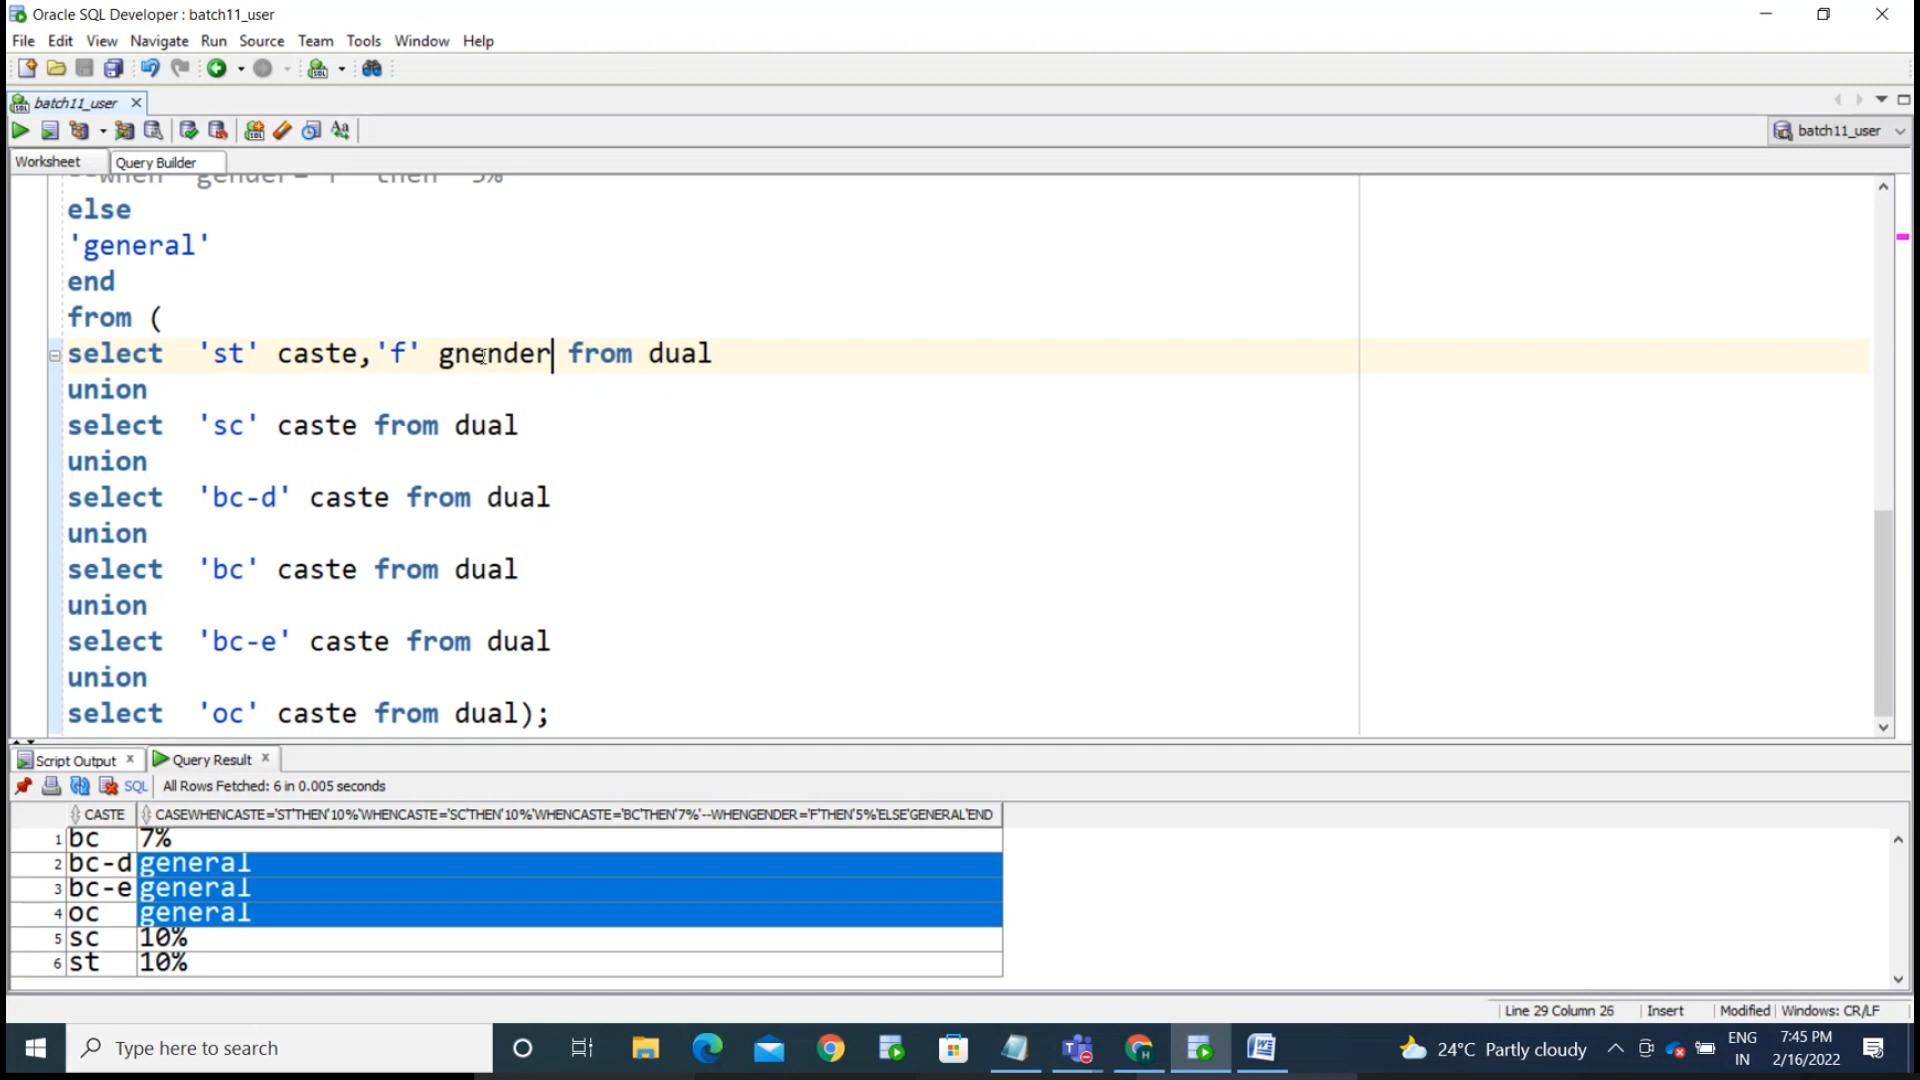 Oracle SQL Developer : batch11_user
File Edit View Navigate Run Source Team Tools Window Help
batch11_user
batch11_user
Worksheet Query Builder
--when gender='f' then '5%'
else
'general'
end
from (
select 'st' caste,'f' gnender from dual
union
select 'sc' caste from dual
union
select 'bc-d' caste from dual
union
select 'bc' caste from dual
union
select 'bc-e' caste from dual
union
select 'oc' caste from dual);
Script Output Query Result
SQL All Rows Fetched: 6 in 0.005 seconds
CASTE CASEWHENCASTE='ST'THEN'10%'WHENCASTE='SC'THEN'10%'WHENCASTE='BC'THEN'7%'--WHENGENDER='F'THEN'5%'ELSE'GENERAL'END
1 bc 7%
2 bc-d general
3 bc-e general
4 oc general
5 sc 10%
6 st 10%
Line 29 Column 26 Insert Modified Windows: CR/LF
Type here to search
24°C Partly cloudy
ENG
IN
7:45 PM
2/16/2022